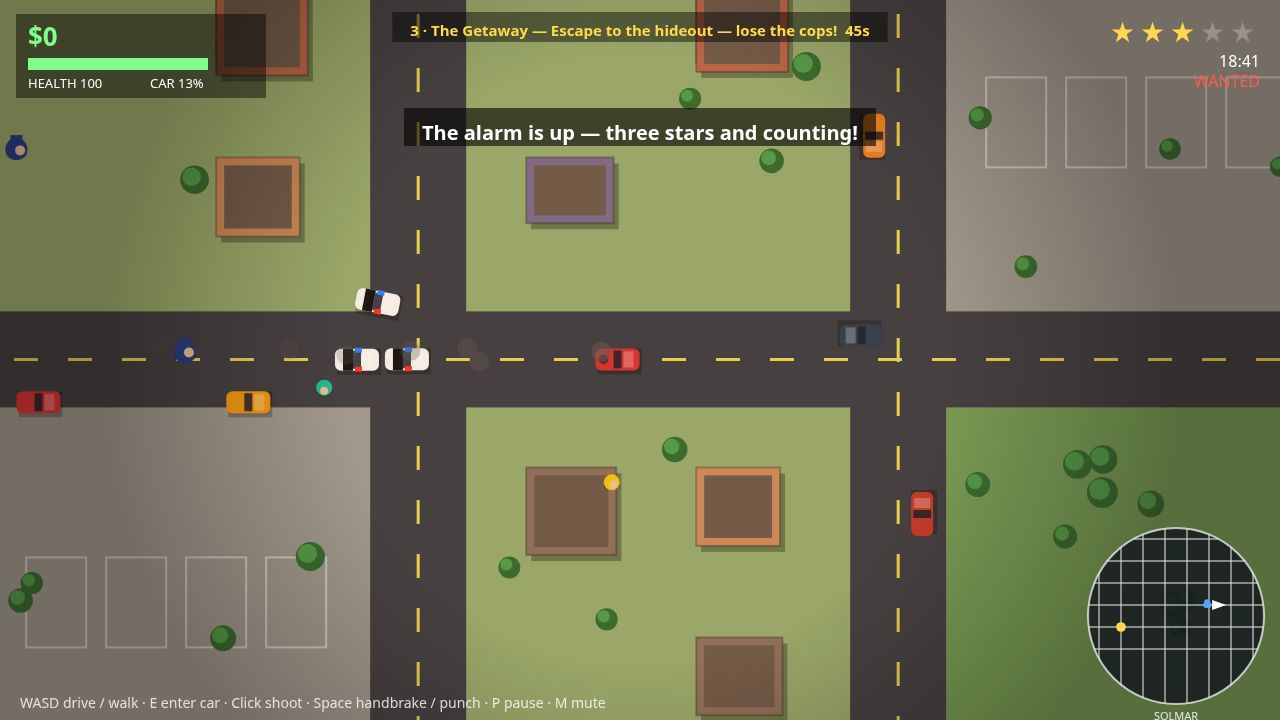 $0
HEALTH 100 CAR 13%
3 · The Getaway — Escape to the hideout — lose the cops! 45s
18:41
WANTED
The alarm is up — three stars and counting!
WASD drive / walk · E enter car · Click shoot · Space handbrake / punch · P pause · M mute
SOLMAR